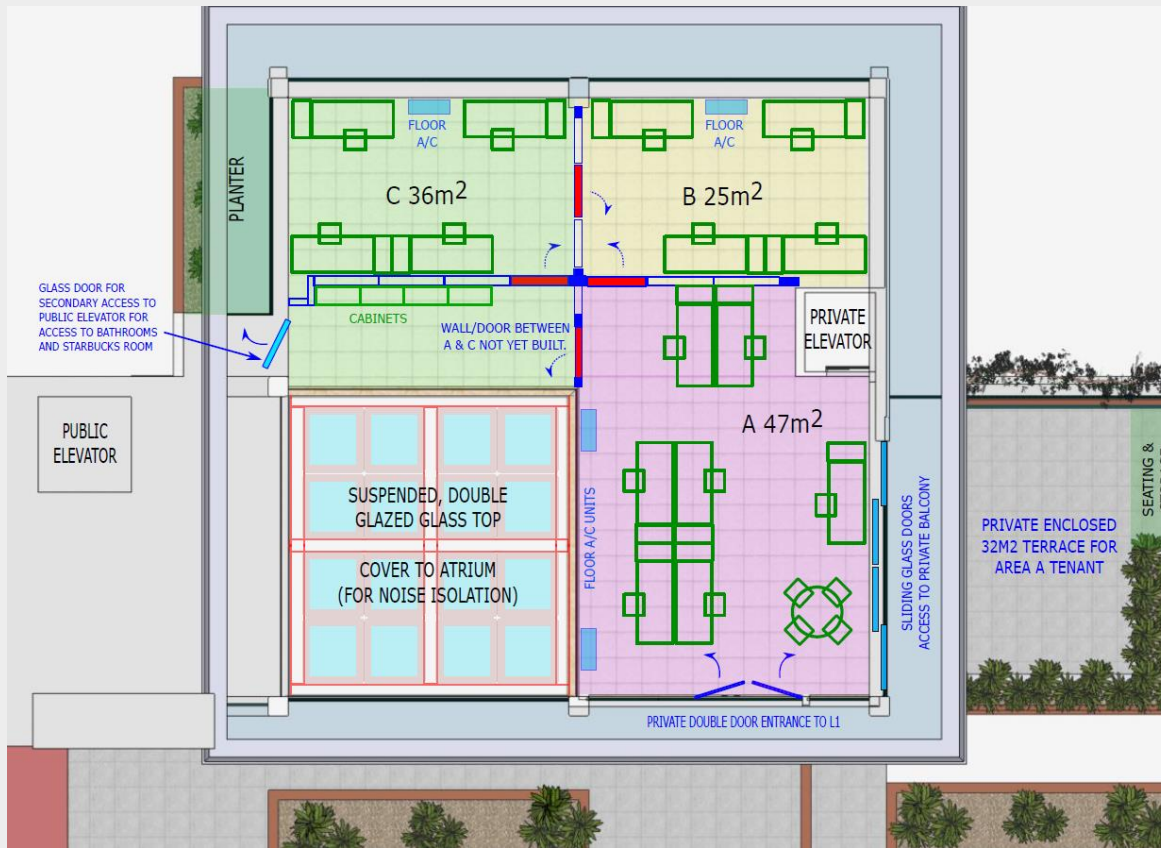 FLOOR
A/C
FLOOR
A/C
PLANTER
C 36m²
B 25m²
GLASS DOOR FOR
SECONDARY ACCESS TO
PUBLIC ELEVATOR FOR
ACCESS TO BATHROOMS
AND STARBUCKS ROOM
CABINETS
WALL/DOOR BETWEEN
A & C NOT YET BUILT.
PRIVATE
ELEVATOR
A 47m²
PUBLIC
ELEVATOR
SUSPENDED, DOUBLE
GLAZED GLASS TOP
COVER TO ATRIUM
(FOR NOISE ISOLATION)
FLOOR A/C UNITS
SLIDING GLASS DOORS
ACCESS TO PRIVATE BALCONY
PRIVATE ENCLOSED
32M2 TERRACE FOR
AREA A TENANT
SEATING &
PRIVATE DOUBLE DOOR ENTRANCE TO L1